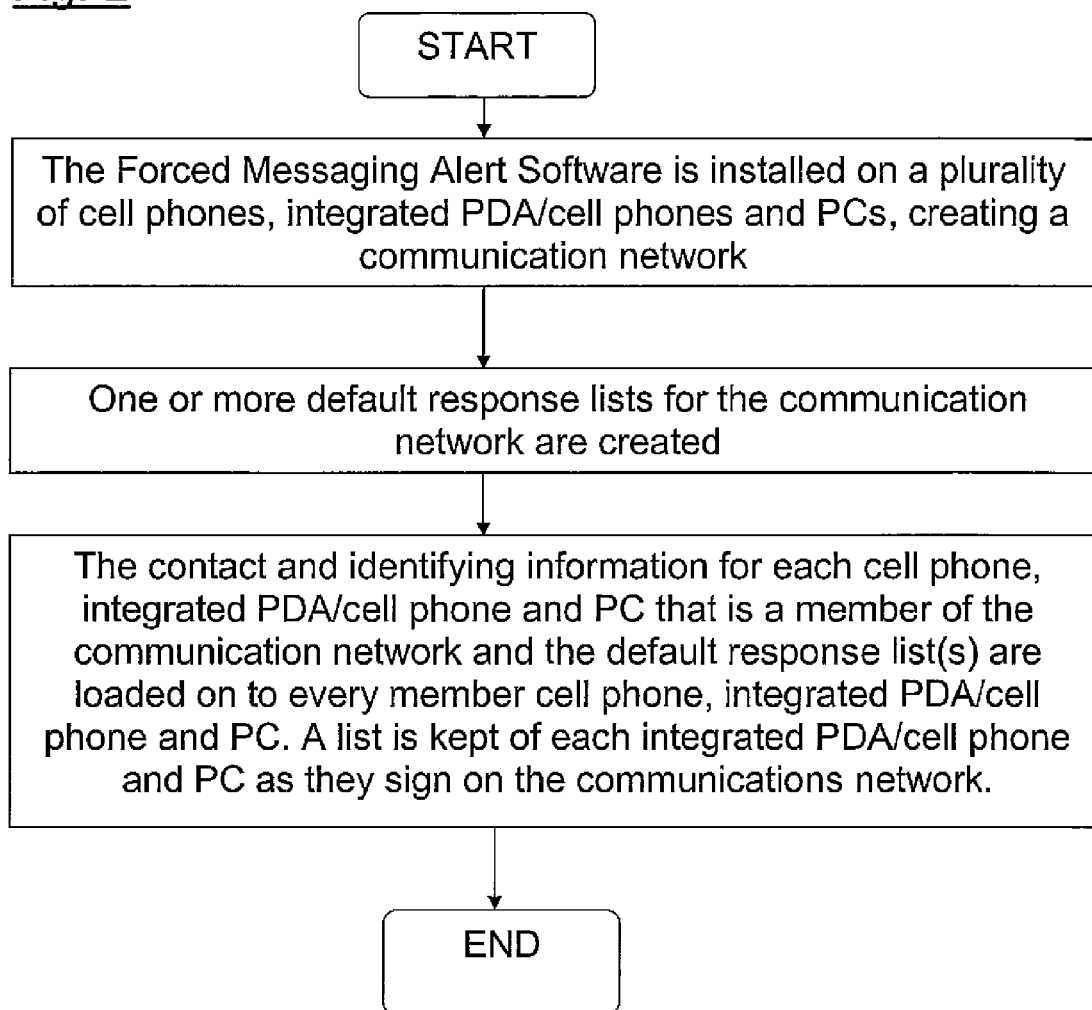 START
The Forced Messaging Alert Software is installed on a plurality
of cell phones, integrated PDA/cell phones and PCs, creating a
communication network
One or more default response lists for the communication
network are created
The contact and identifying information for each cell phone,
integrated PDA/cell phone and PC that is a member of the
communication network and the default response list(s) are
loaded on to every member cell phone, integrated PDA/cell
phone and PC. A list is kept of each integrated PDA/cell phone
and PC as they sign on the communications network.
END